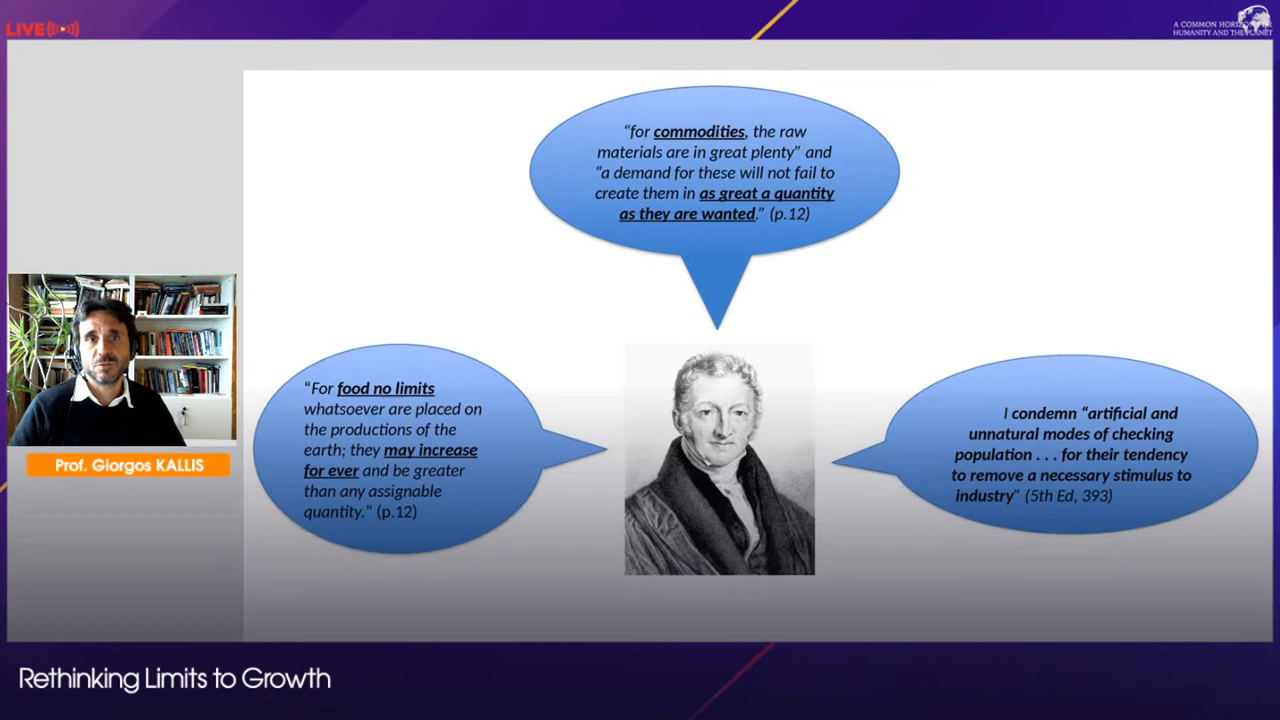 LIVE
A COMMON HORIZON FOR
HUMANITY AND THE PLANET
“for commodities, the raw
materials are in great plenty” and
“a demand for these will not fail to
create them in as great a quantity
as they are wanted.” (p.12)
“For food no limits
whatsoever are placed on
the productions of the
earth; they may increase
for ever and be greater
than any assignable
quantity.” (p.12)
I condemn “artificial and
unnatural modes of checking
population . . . for their tendency
to remove a necessary stimulus to
industry” (5th Ed, 393)
Prof. Giorgos KALLIS
Rethinking Limits to Growth